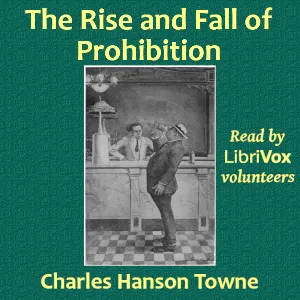 The Rise and Fall of
Prohibition
Read by
LibriVox
volunteers
Charles Hanson Towne